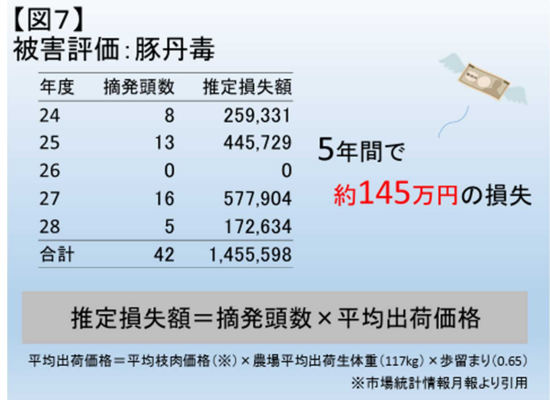 【図7】
被害評価：豚丹毒
年度 摘発頭数 推定損失額
24 8 259,331
25 13 445,729
26 0 0
27 16 577,904
28 5 172,634
合計 42 1,455,598
5年間で
約145万円の損失
推定損失額＝摘発頭数×平均出荷価格
平均出荷価格＝平均枝肉価格（※）×農場平均出荷生体重（117kg）×歩留まり（0.65）
※市場統計情報月報より引用